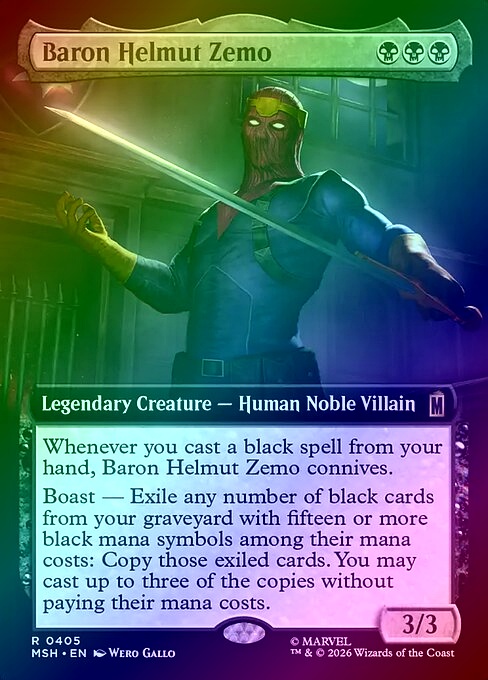 Baron Helmut Zemo
Legendary Creature — Human Noble Villain
Whenever you cast a black spell from your
hand, Baron Helmut Zemo connives.
Boast — Exile any number of black cards
from your graveyard with fifteen or more
black mana symbols among their mana
costs: Copy those exiled cards. You may
cast up to three of the copies without
paying their mana costs.
3/3
R 0405
MSH • EN Wero Gallo
© MARVEL
™ & © 2026 Wizards of the Coast